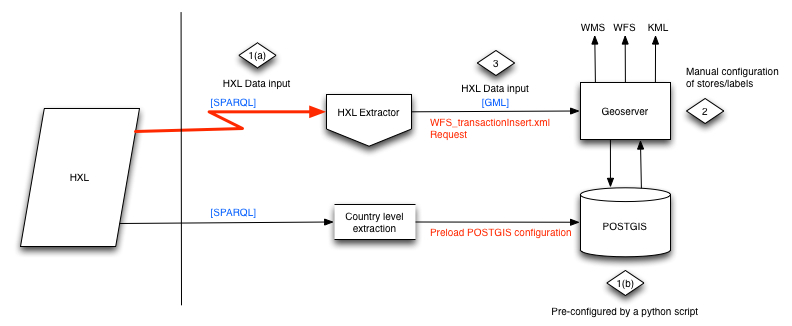 WMS WFS KML
1(a)
3
HXL Data input
HXL Data input
Manual configuration
of stores/labels
[SPARQL]
[GML]
HXL Extractor
Geoserver
2
WFS_transactionInsert.xml
Request
HXL
[SPARQL]
Country level
extraction
Preload POSTGIS configuration
POSTGIS
1(b)
Pre-configured by a python script